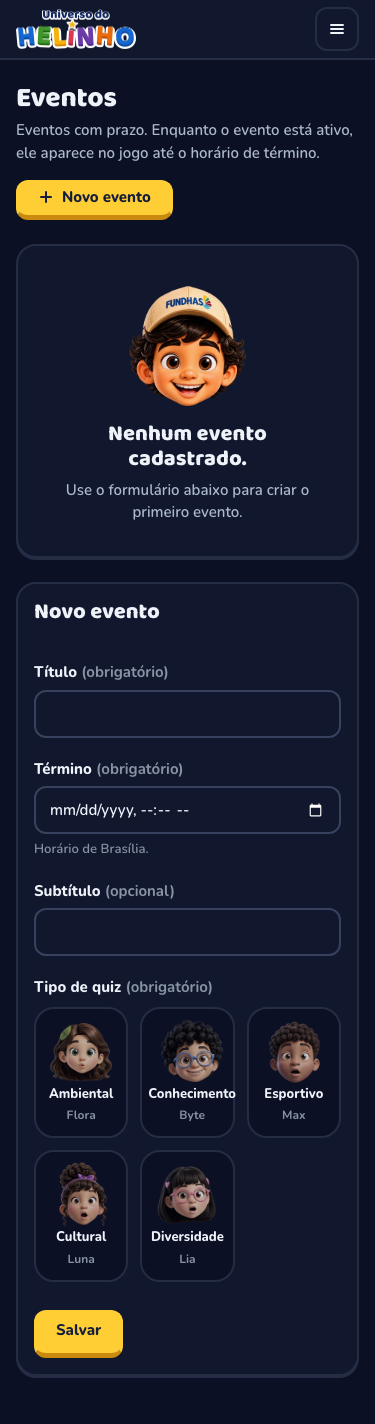 Universo do
HELINHO
Eventos
Eventos com prazo. Enquanto o evento está ativo,
ele aparece no jogo até o horário de término.
+ Novo evento
FUNDHAS
Nenhum evento
cadastrado.
Use o formulário abaixo para criar o
primeiro evento.
Novo evento
Título (obrigatório)
Término (obrigatório)
mm/dd/yyyy, --:-- --
Horário de Brasília.
Subtítulo (opcional)
Tipo de quiz (obrigatório)
Ambiental Conhecimento Esportivo
Flora Byte Max
Cultural Diversidade
Luna Lia
Salvar